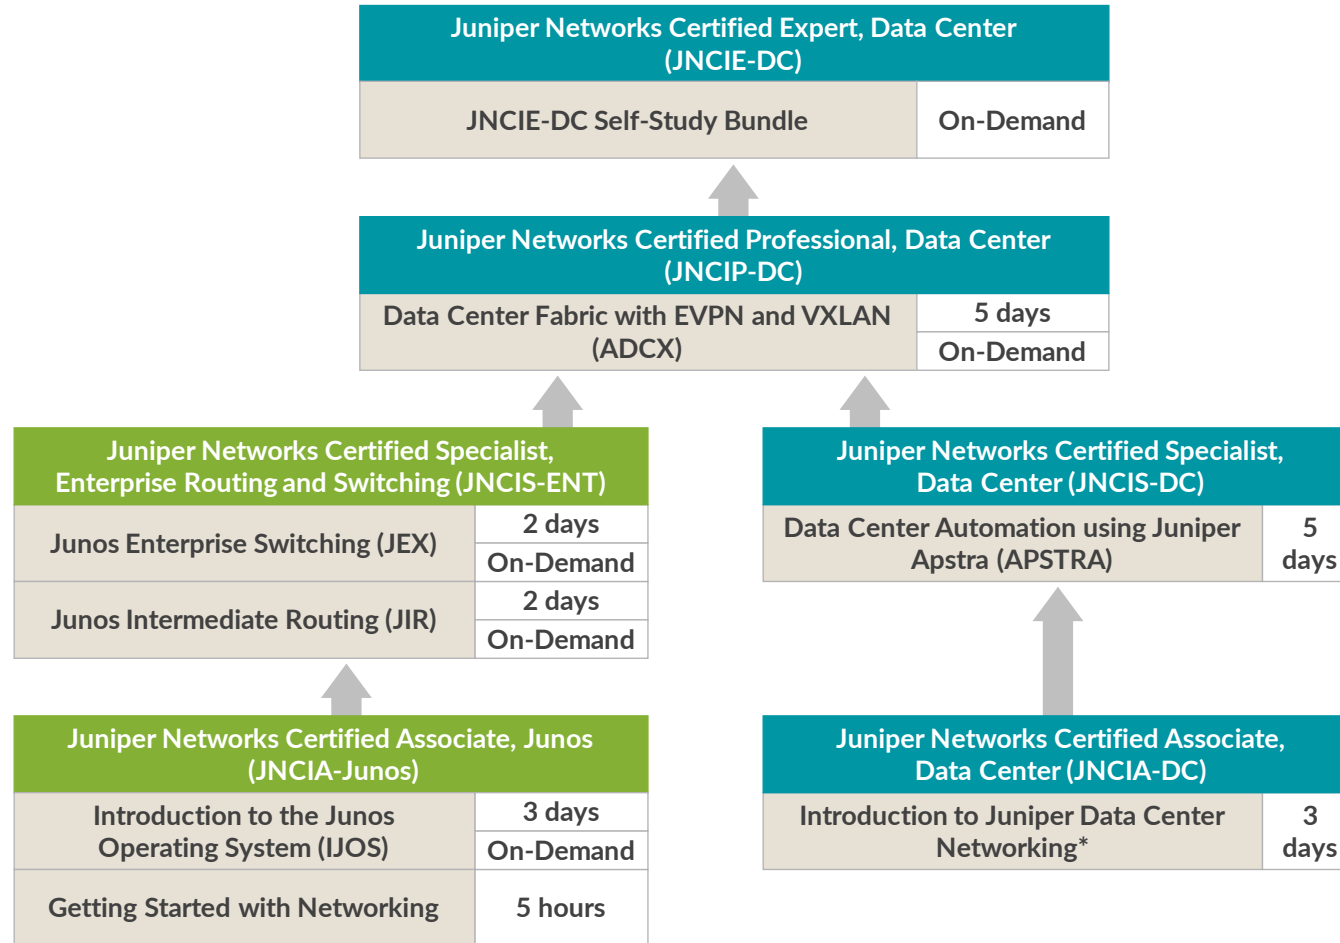 Juniper Networks Certified Expert, Data Center
(JNCIE-DC)
JNCIE-DC Self-Study Bundle
On-Demand
Juniper Networks Certified Professional, Data Center
(JNCIP-DC)
Data Center Fabric with EVPN and VXLAN
(ADCX)
5 days
On-Demand
Juniper Networks Certified Specialist,
Enterprise Routing and Switching (JNCIS-ENT)
Junos Enterprise Switching (JEX)
2 days
On-Demand
Junos Intermediate Routing (JIR)
2 days
On-Demand
Juniper Networks Certified Specialist,
Data Center (JNCIS-DC)
Data Center Automation using Juniper
Apstra (APSTRA)
5
days
Juniper Networks Certified Associate, Junos
(JNCIA-Junos)
Introduction to the Junos
Operating System (IJOS)
3 days
On-Demand
Getting Started with Networking
5 hours
Juniper Networks Certified Associate,
Data Center (JNCIA-DC)
Introduction to Juniper Data Center
Networking*
3
days